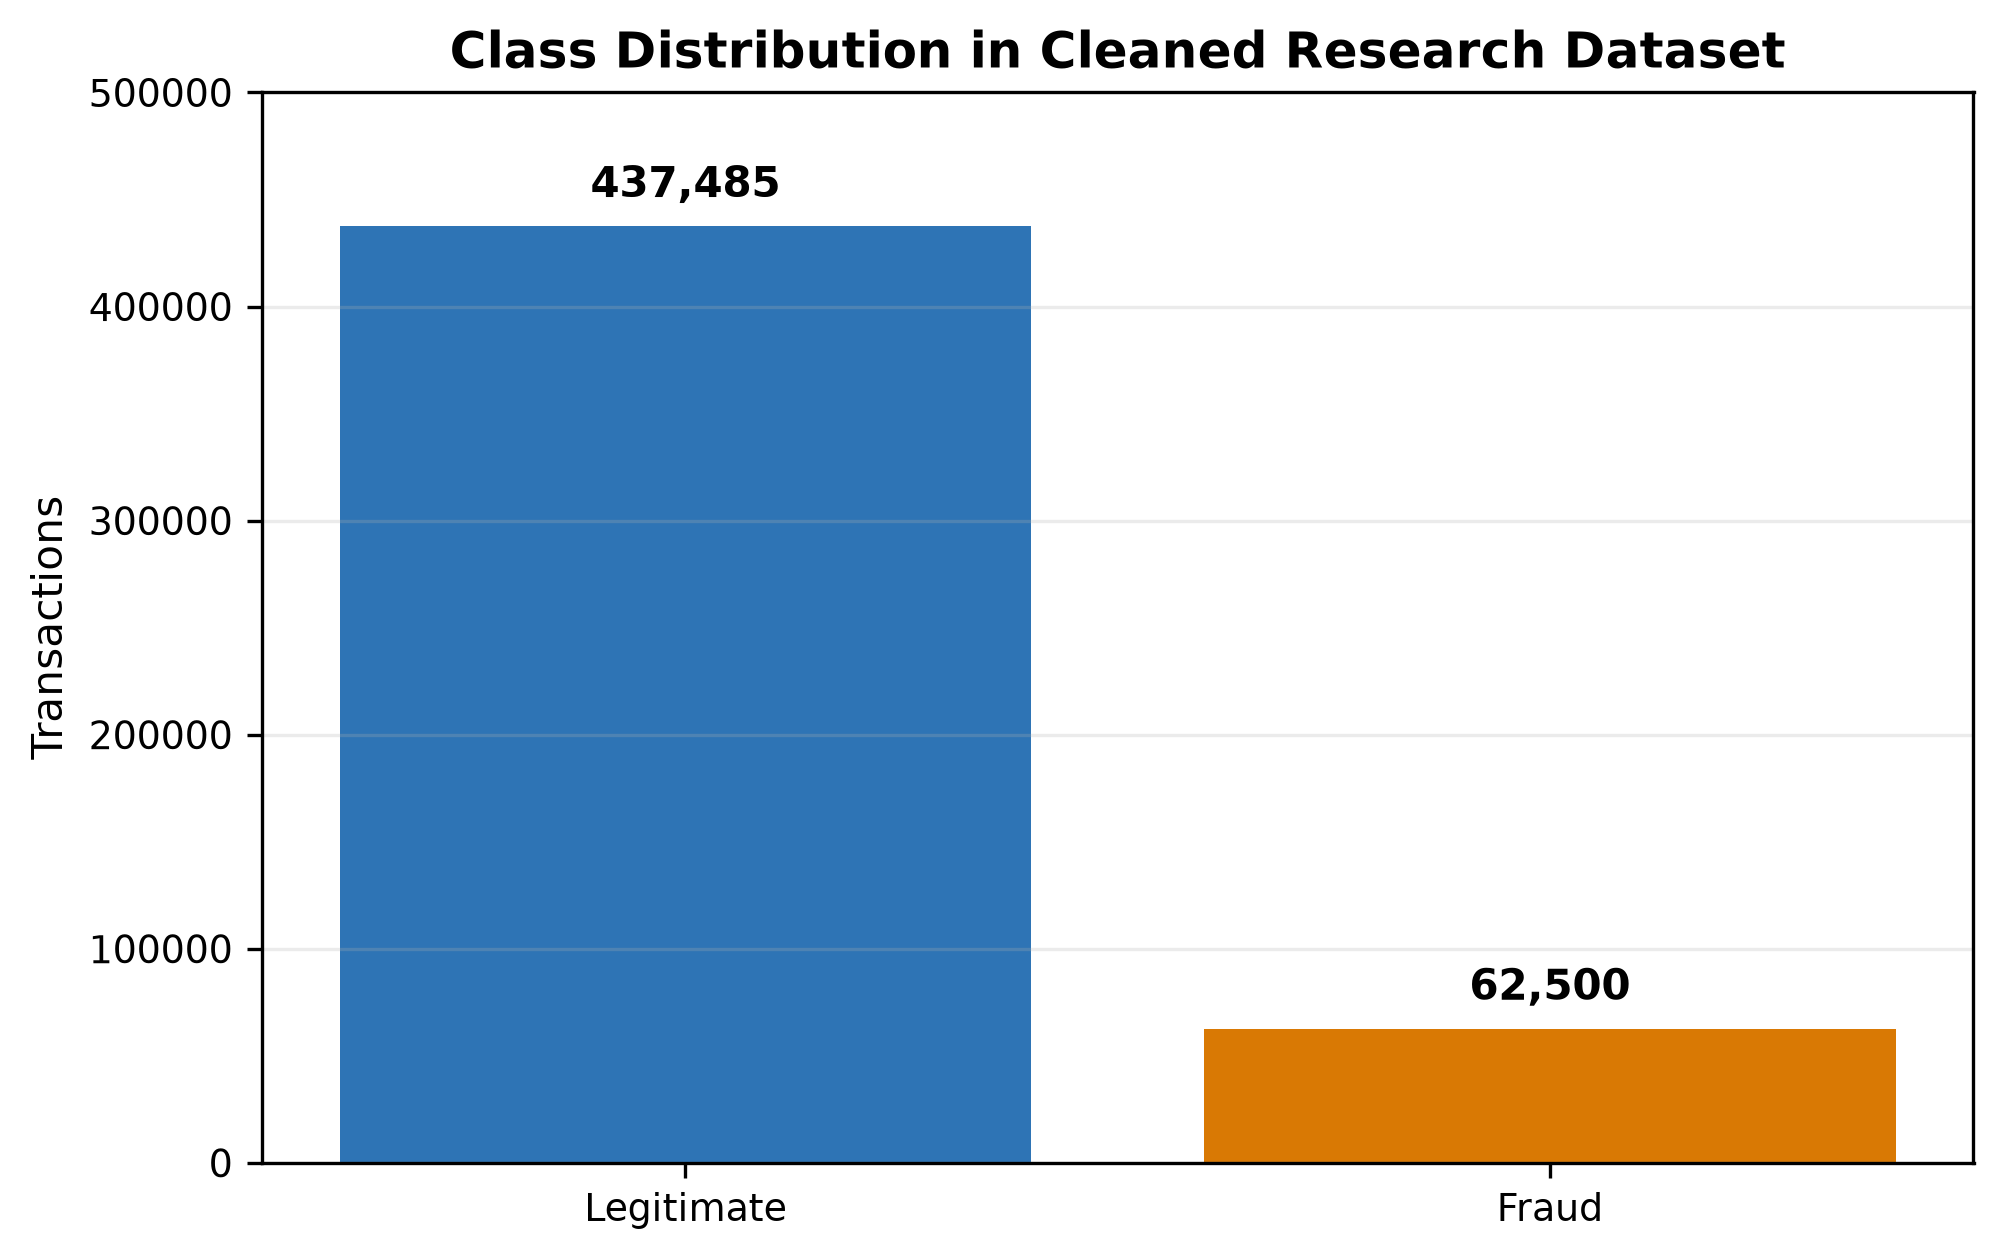 Class Distribution in Cleaned Research Dataset
500000
437,485
400000
300000
Transactions
200000
100000
62,500
0
Legitimate
Fraud